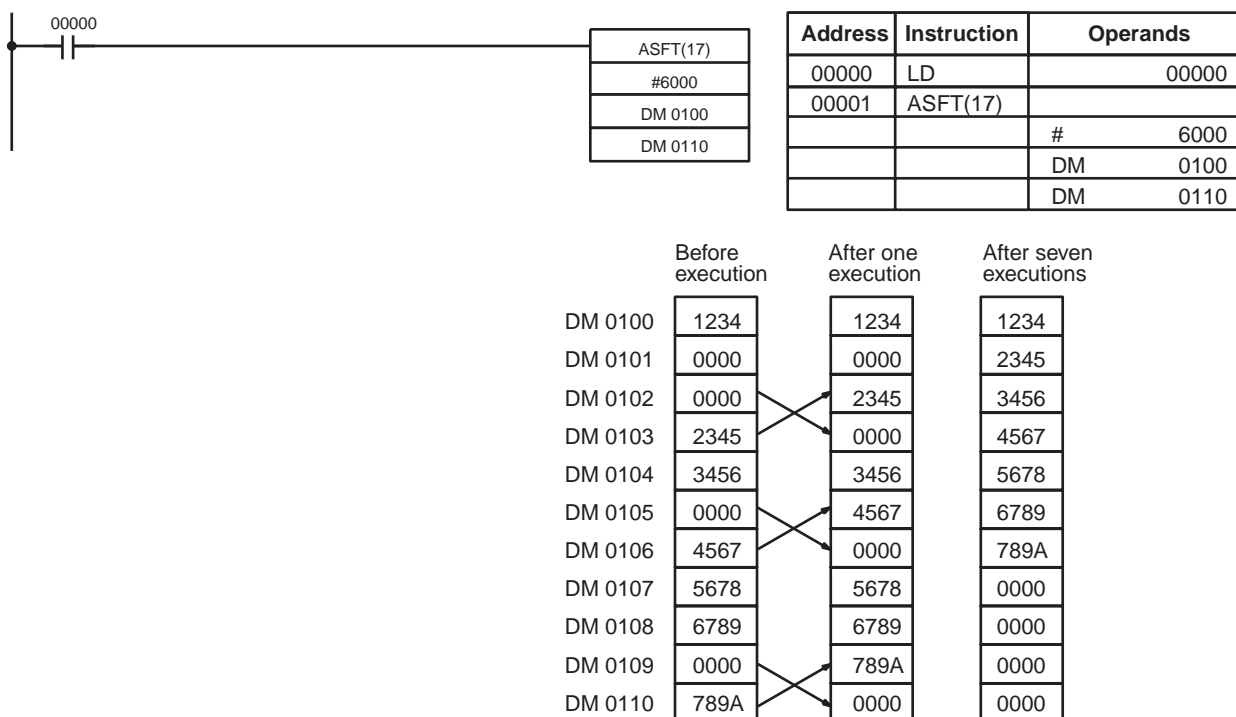 00000
ASFT(17)
#6000
DM 0100
DM 0110
Address Instruction Operands
00000 LD 00000
00001 ASFT(17)
# 6000
DM 0100
DM 0110
Before execution After one execution After seven executions
DM 0100 1234 1234 1234
DM 0101 0000 0000 2345
DM 0102 0000 2345 3456
DM 0103 2345 0000 4567
DM 0104 3456 3456 5678
DM 0105 0000 4567 6789
DM 0106 4567 0000 789A
DM 0107 5678 5678 0000
DM 0108 6789 6789 0000
DM 0109 0000 789A 0000
DM 0110 789A 0000 0000